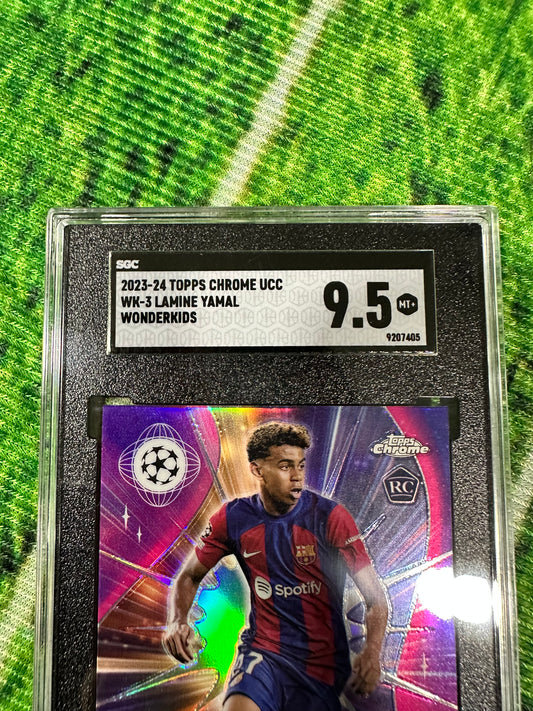 SGC
2023-24 TOPPS CHROME UCC
WK-3 LAMINE YAMAL
WONDERKIDS
9.5
MT+
9207405
Topps
Chrome
RC
Spotify